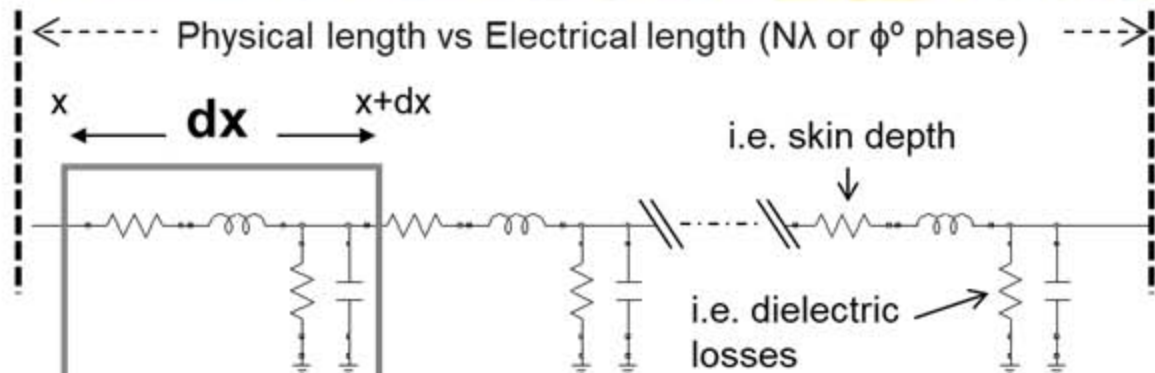 Physical length vs Electrical length (Nλ or ϕº phase)
x
dx
x+dx
i.e. skin depth
i.e. dielectric
losses